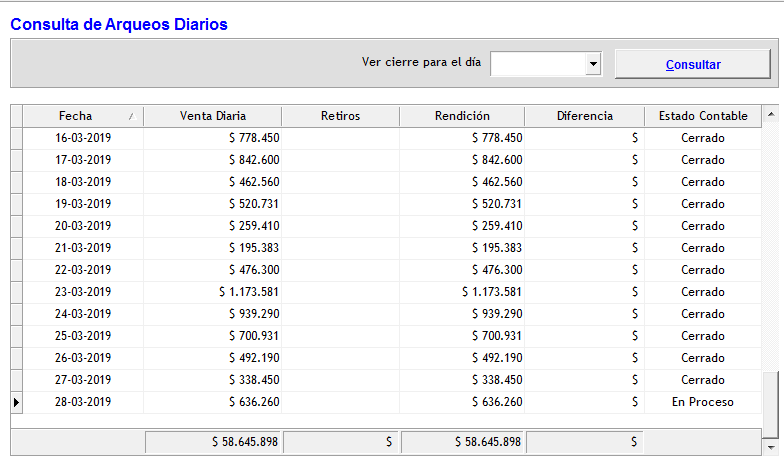 Consulta de Arqueos Diarios
Ver cierre para el día Consultar
Fecha Venta Diaria Retiros Rendición Diferencia Estado Contable
16-03-2019 $ 778.450 $ 778.450 $ Cerrado
17-03-2019 $ 842.600 $ 842.600 $ Cerrado
18-03-2019 $ 462.560 $ 462.560 $ Cerrado
19-03-2019 $ 520.731 $ 520.731 $ Cerrado
20-03-2019 $ 259.410 $ 259.410 $ Cerrado
21-03-2019 $ 195.383 $ 195.383 $ Cerrado
22-03-2019 $ 476.300 $ 476.300 $ Cerrado
23-03-2019 $ 1.173.581 $ 1.173.581 $ Cerrado
24-03-2019 $ 939.290 $ 939.290 $ Cerrado
25-03-2019 $ 700.931 $ 700.931 $ Cerrado
26-03-2019 $ 492.190 $ 492.190 $ Cerrado
27-03-2019 $ 338.450 $ 338.450 $ Cerrado
28-03-2019 $ 636.260 $ 636.260 $ En Proceso
$ 58.645.898 $ $ 58.645.898 $